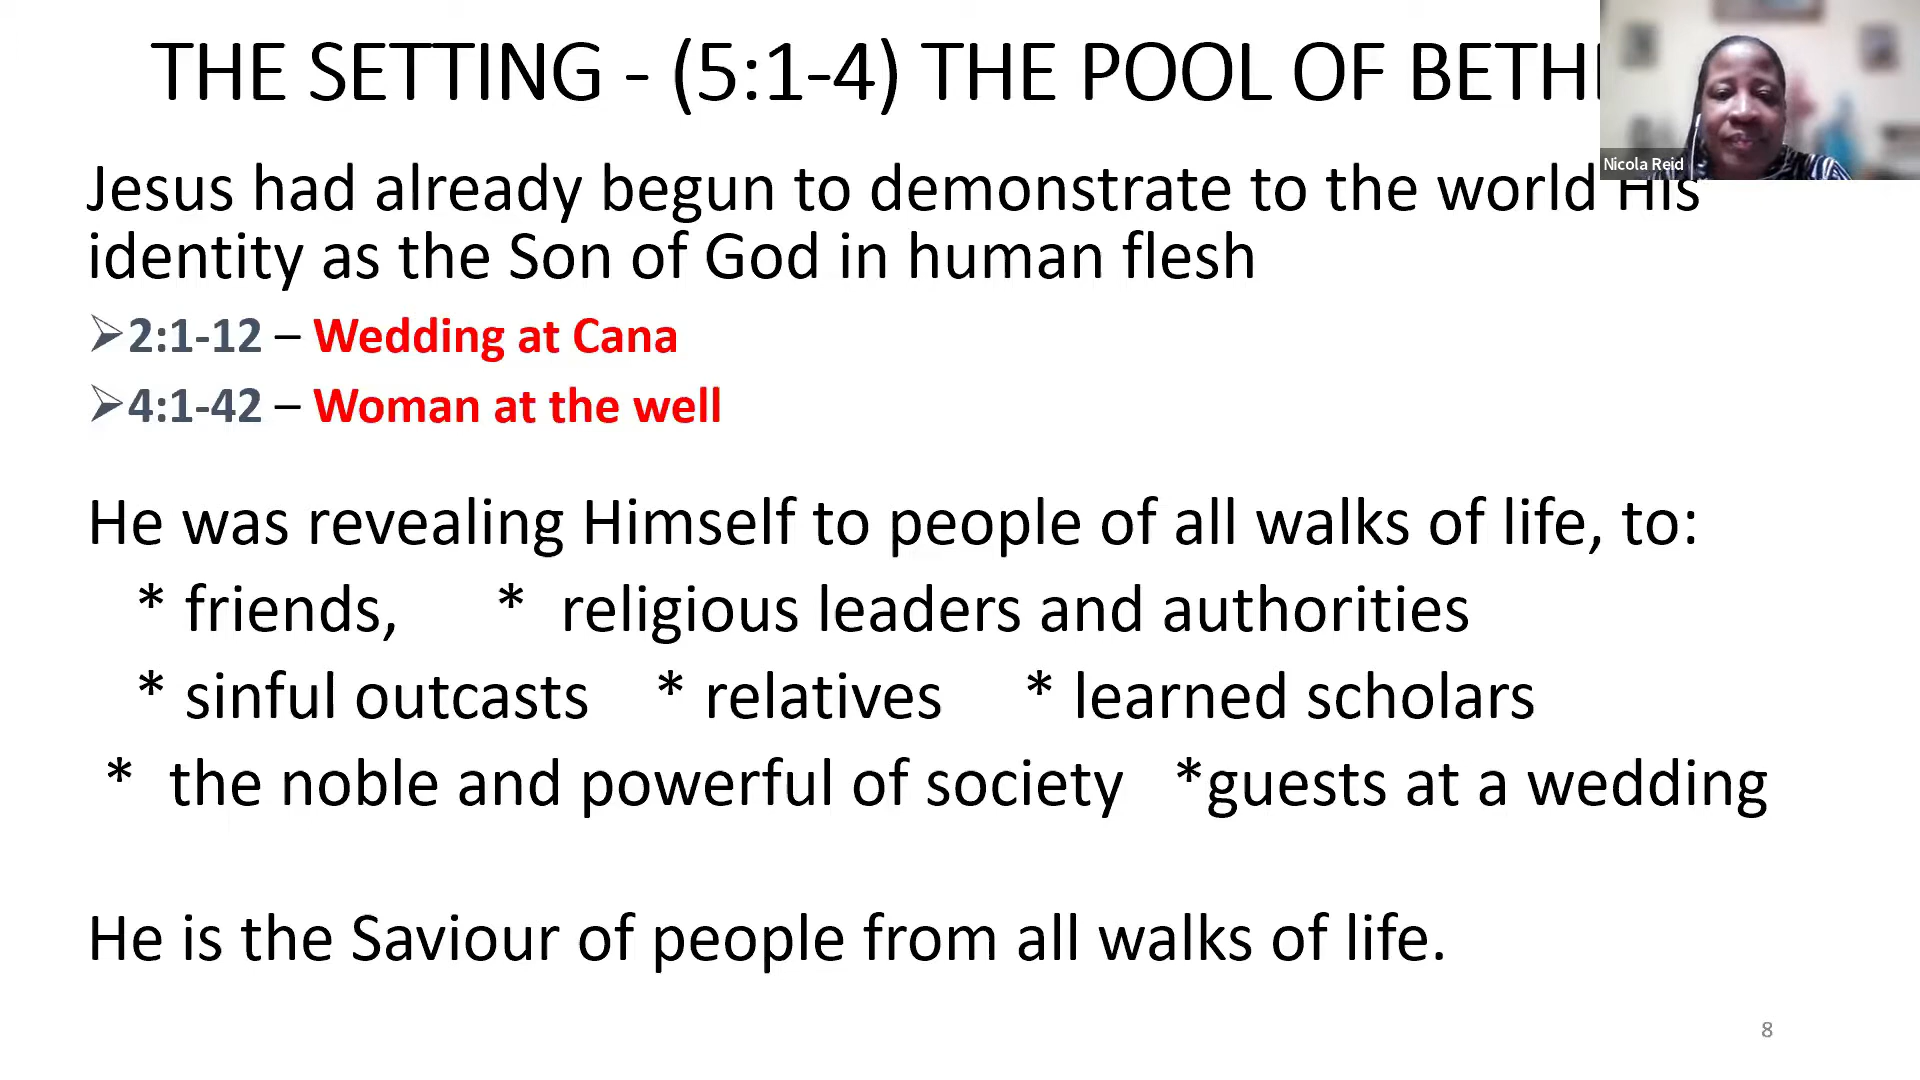 THE SETTING - (5:1-4) THE POOL OF BETH
Nicola Reid
Jesus had already begun to demonstrate to the world His
identity as the Son of God in human flesh
➢2:1-12 – Wedding at Cana
➢4:1-42 – Woman at the well
He was revealing Himself to people of all walks of life, to:
* friends, * religious leaders and authorities
* sinful outcasts * relatives * learned scholars
* the noble and powerful of society *guests at a wedding
He is the Saviour of people from all walks of life.
8